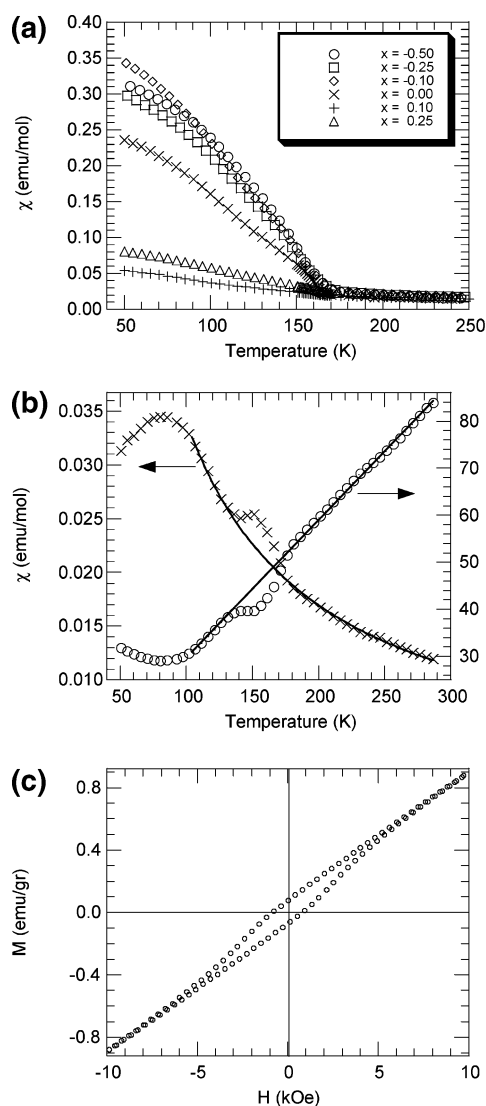 (a)
0.40
0.35
0.30
0.25
0.20
0.15
0.10
0.05
0.00
χ (emu/mol)
x = -0.50
x = -0.25
x = -0.10
x = 0.00
x = 0.10
x = 0.25
50 100 150 200 250
Temperature (K)
(b)
0.035
0.030
0.025
0.020
0.015
0.010
χ (emu/mol)
80
70
60
50
40
30
50 100 150 200 250 300
Temperature (K)
(c)
0.8
0.4
0.0
-0.4
-0.8
M (emu/gr)
-10 -5 0 5 10
H (kOe)